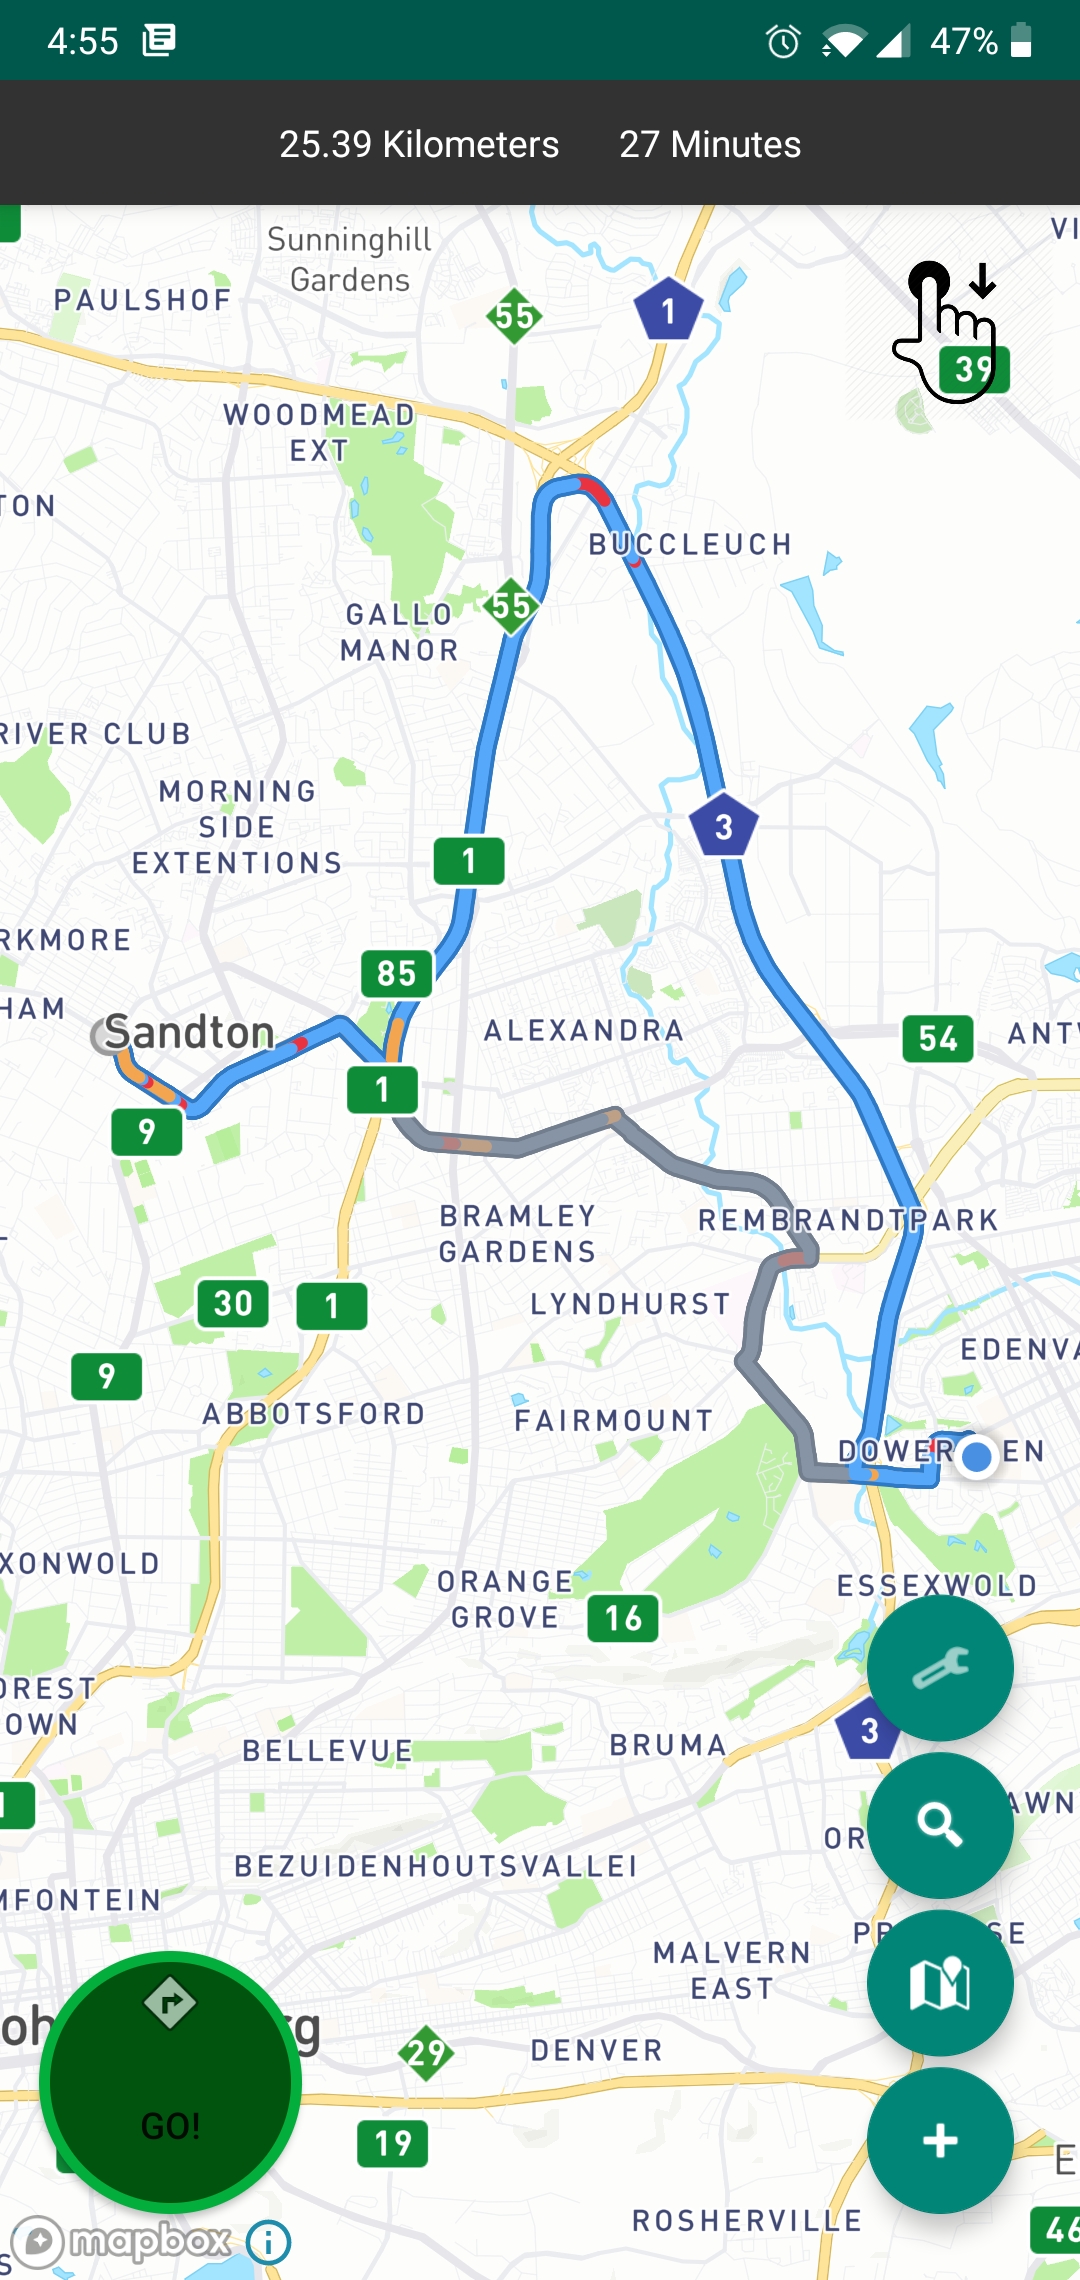 4:55
47%
25.39 Kilometers 27 Minutes
Sunninghill
Gardens
VI
PAULSHOF
55
1
39
WOODMEAD
EXT
TON
BUCCLEUCH
55
GALLO
MANOR
RIVER CLUB
MORNING
SIDE
EXTENTIONS
3
1
RKMORE
85
HAM
Sandton
ALEXANDRA
54
ANT
1
9
BRAMLEY
GARDENS
REMBRANDTPARK
30
1
LYNDHURST
EDENVA
9
ABBOTSFORD
FAIRMOUNT
DOWER
EN
XONWOLD
ORANGE
GROVE
16
ESSEXWOLD
OREST
OWN
3
BELLEVUE
BRUMA
AWN
OR
BEZUIDENHOUTSVALLEI
MFONTEIN
MALVERN
EAST
PR
SE
oh
rg
29
DENVER
GO!
19
E
ROSHERVILLE
46
mapbox
S